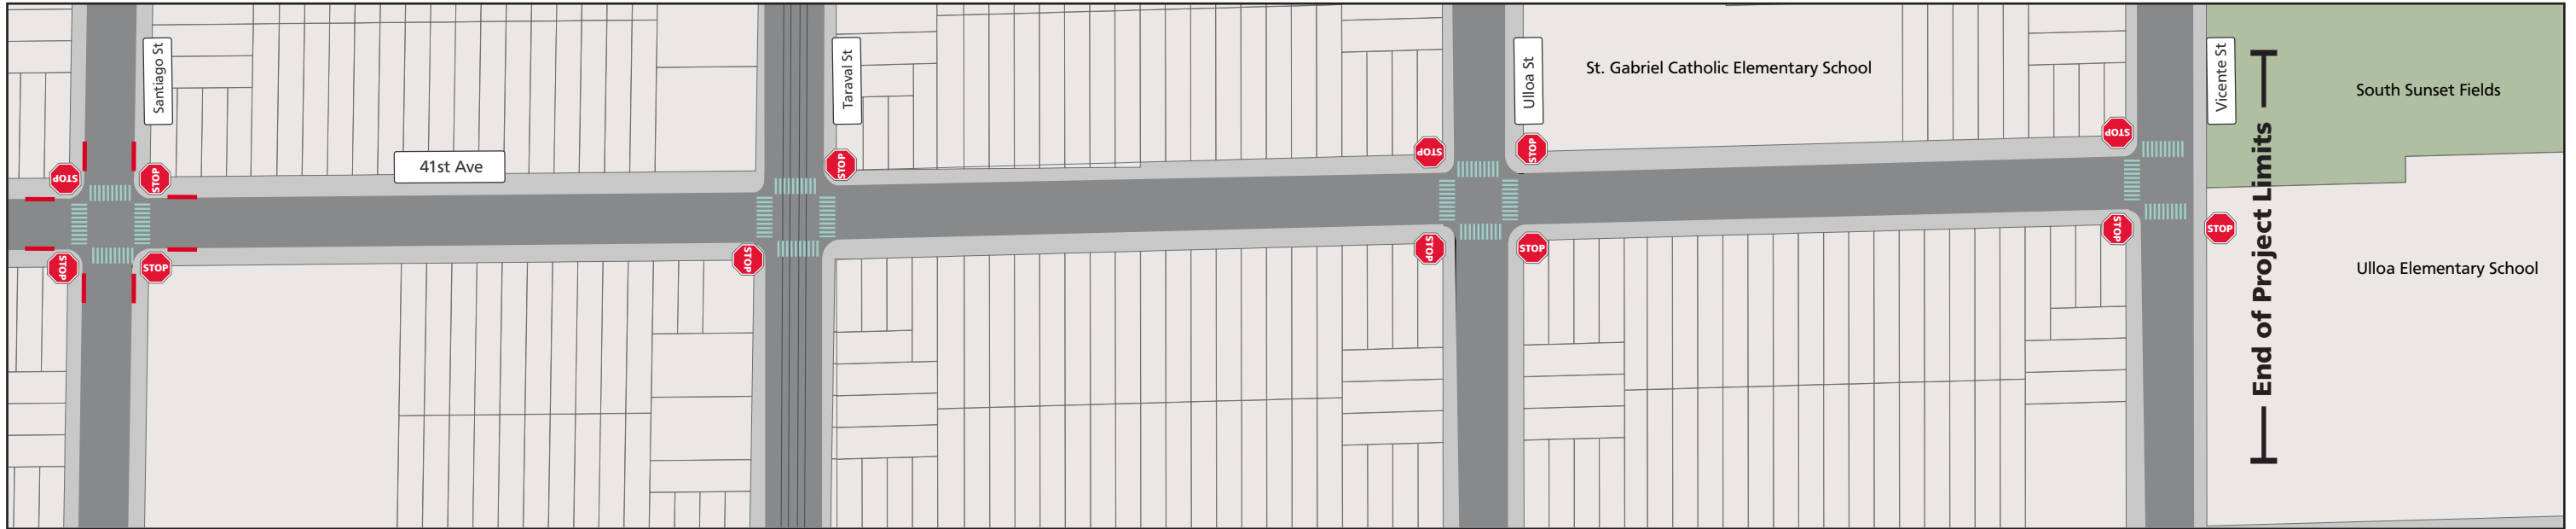 Santiago St
Taraval St
Ulloa St
Vicente St
St. Gabriel Catholic Elementary School
South Sunset Fields
41st Ave
STOP
STOP
STOP
STOP
STOP
STOP
STOP
STOP
STOP
STOP
STOP
STOP
STOP
End of Project Limits
Ulloa Elementary School